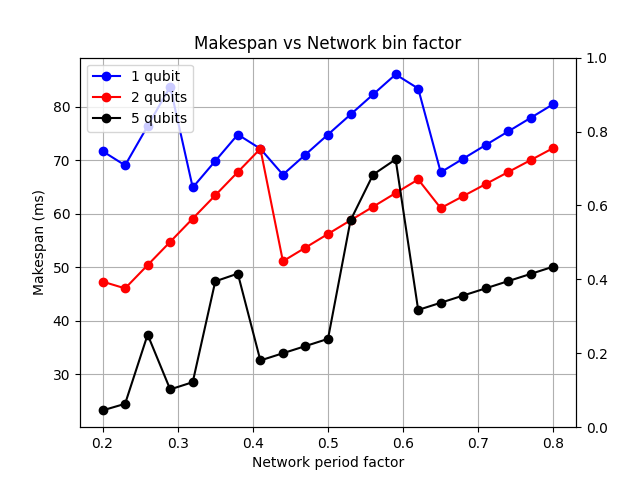 Makespan vs Network bin factor
1 qubit
2 qubits
5 qubits
Makespan (ms)
80
70
60
50
40
30
1.0
0.8
0.6
0.4
0.2
0.0
0.2 0.3 0.4 0.5 0.6 0.7 0.8
Network period factor